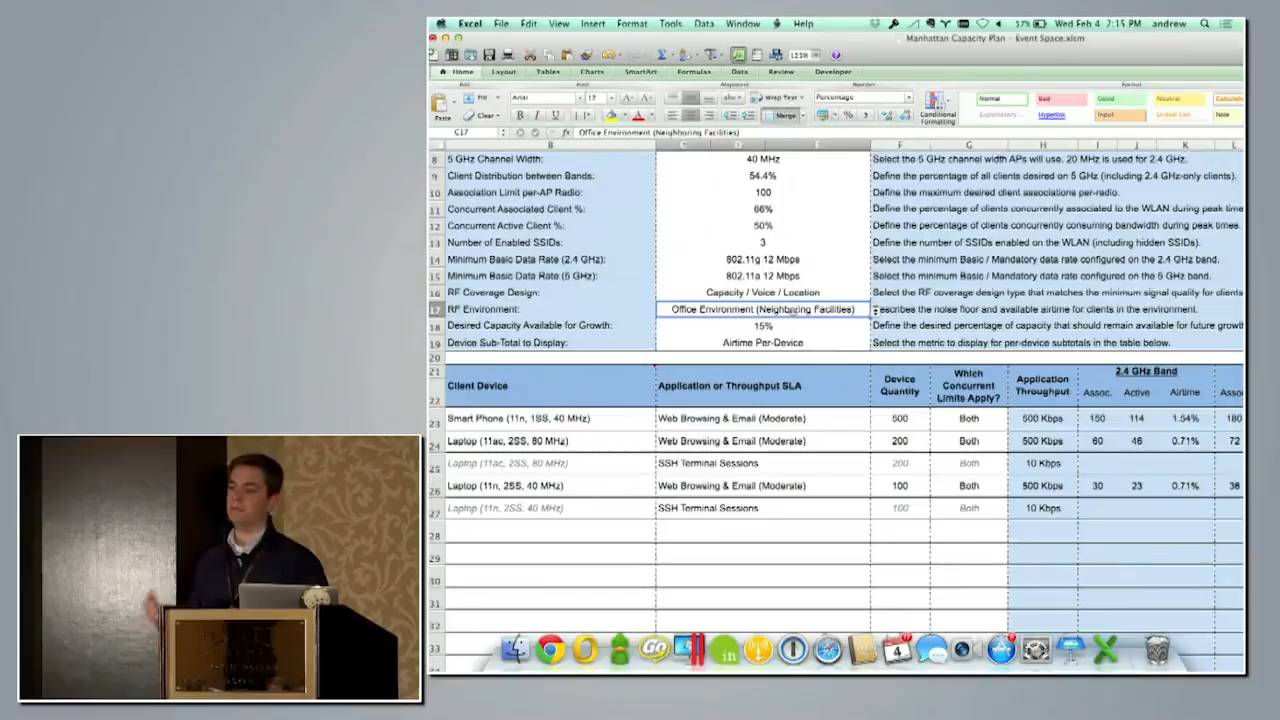 Excel File Edit View Insert Format Tools Data Window Help 57% Wed Feb 4 2:15 PM andrew
Manhattan Capacity Plan - Event Space.xlsm
Home Layout Tables Charts SmartArt Formulas Data Review Developer
Alignment Number Format
Fill Arial 12 Wrap Text Percentage Normal Bad Good Neutral
Paste Clear B I U Merge % Conditional Formatting Explanatory Hyperlink Input Linked Cell Note
C17 Office Environment (Neighboring Facilities)
B C D E F G H I J K L
8 5 GHz Channel Width: 40 MHz Select the 5 GHz channel width APs will use. 20 MHz is used for 2.4 GHz.
9 Client Distribution between Bands: 54.4% Define the percentage of all clients desired on 5 GHz (including 2.4 GHz-only clients).
10 Association Limit per-AP Radio: 100 Define the maximum desired client associations per-radio.
11 Concurrent Associated Client %: 66% Define the percentage of clients concurrently associated to the WLAN during peak time
12 Concurrent Active Client %: 50% Define the percentage of clients concurrently consuming bandwidth during peak times.
13 Number of Enabled SSIDs: 3 Define the number of SSIDs enabled on the WLAN (including hidden SSIDs).
14 Minimum Basic Data Rate (2.4 GHz): 802.11g 12 Mbps Select the minimum Basic / Mandatory data rate configured on the 2.4 GHz band.
15 Minimum Basic Data Rate (5 GHz): 802.11a 12 Mbps Select the minimum Basic / Mandatory data rate configured on the 5 GHz band.
16 RF Coverage Design: Capacity / Voice / Location Select the RF coverage design type that matches the minimum signal quality for clients
17 RF Environment: Office Environment (Neighboring Facilities) escribes the noise floor and available airtime for clients in the environment.
18 Desired Capacity Available for Growth: 15% Define the desired percentage of capacity that should remain available for future growt
19 Device Sub-Total to Display: Airtime Per-Device Select the metric to display for per-device subtotals in the table below.
20
21 2.4 GHz Band
22 Client Device Application or Throughput SLA Device Quantity Which Concurrent Limits Apply? Application Throughput Assoc. Active Airtime Asso
23 Smart Phone (11n, 1SS, 40 MHz) Web Browsing & Email (Moderate) 500 Both 500 Kbps 150 114 1.54% 180
24 Laptop (11ac, 2SS, 80 MHz) Web Browsing & Email (Moderate) 200 Both 500 Kbps 60 46 0.71% 72
25 Laptop (11ac, 2SS, 80 MHz) SSH Terminal Sessions 200 Both 10 Kbps
26 Laptop (11n, 2SS, 40 MHz) Web Browsing & Email (Moderate) 100 Both 500 Kbps 30 23 0.71% 38
27 Laptop (11n, 2SS, 40 MHz) SSH Terminal Sessions 100 Both 10 Kbps
28
29
30
31
32
33
HYATT